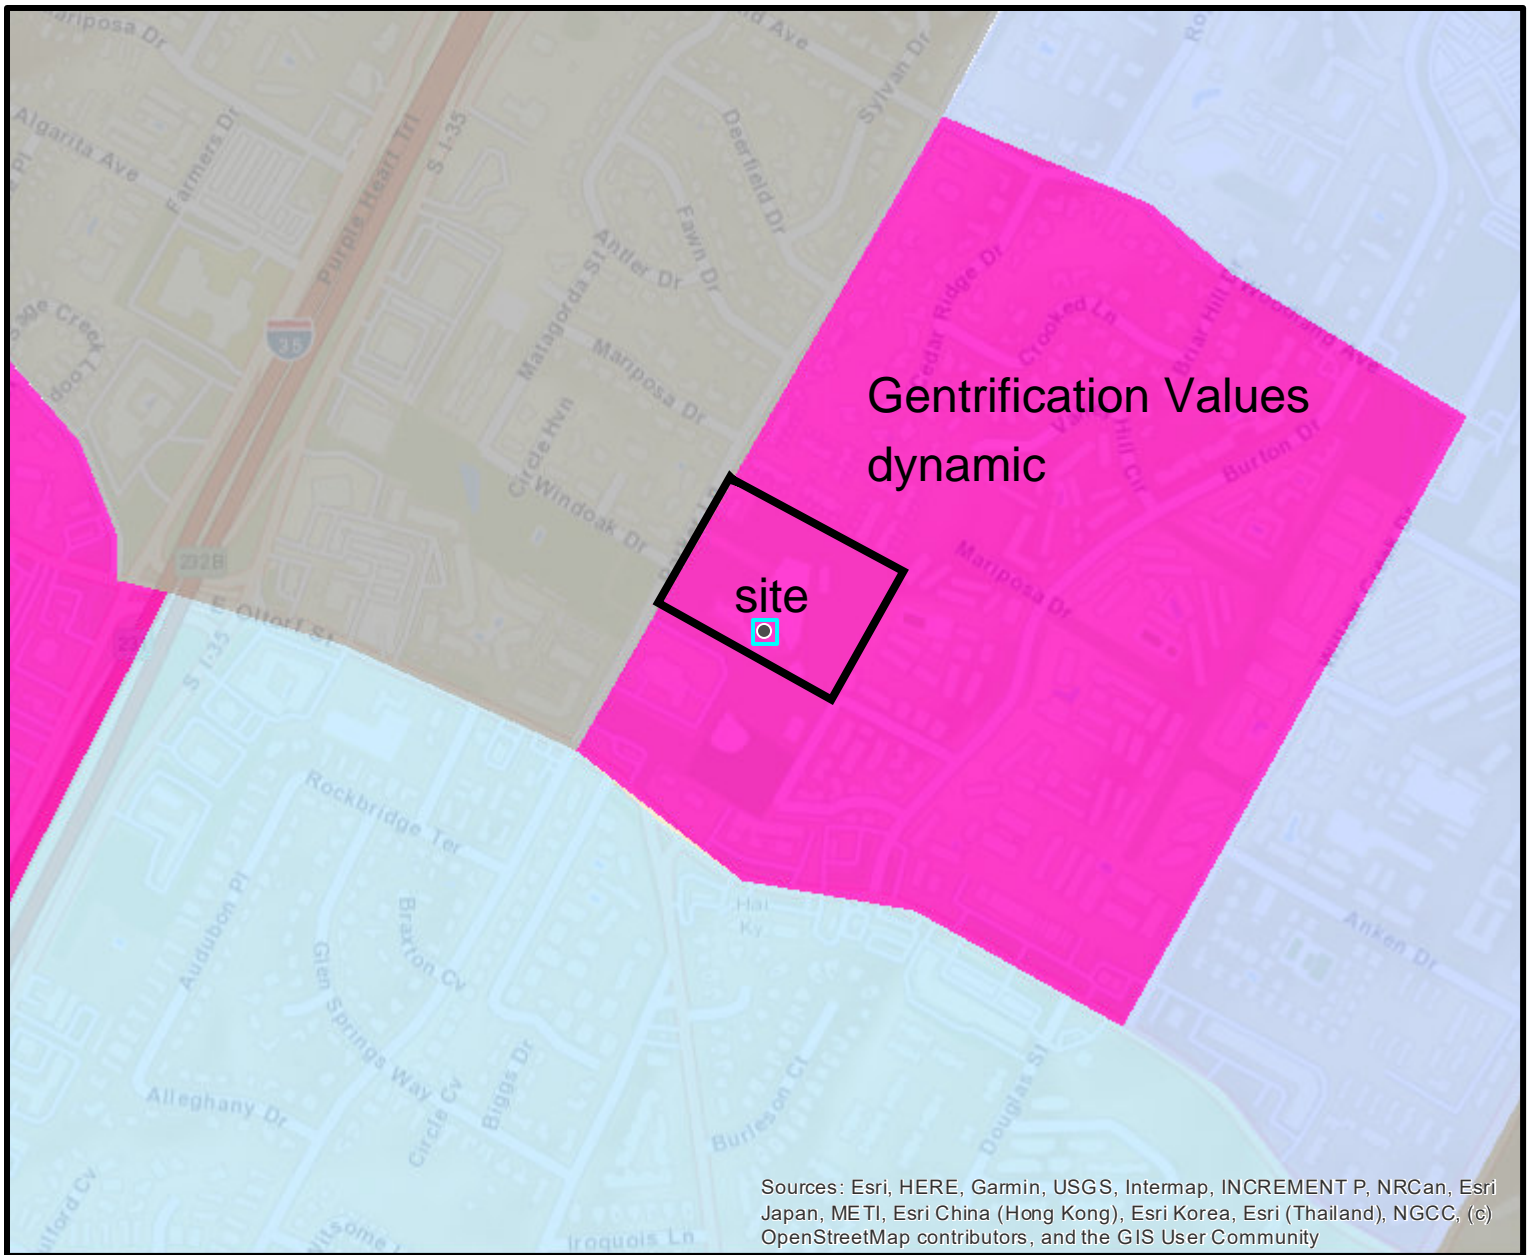 Mariposa Dr
Algarita Ave
Farmers Dr
Purple Heart Trl
S I-35
Deerfield Dr
Sylvan Dr
Fawn Dr
Antler Dr
Matagorda St
Mariposa Dr
Circle Hvn
Windoak Dr
Loop
35
232B
E Oltorf St
S I-35
Cedar Ridge Dr
Crooked Ln
Briar Hill Dr
Woodland Ave
Gentrification Values
dynamic
Hill Cir
Burton Dr
Mariposa Dr
site
Rockbridge Ter
Audubon Pl
Braxton Cv
Glen Springs Way
Hai
Ky
Anken Dr
Alleghany Dr
Circle Cv
Biggs Dr
Burleson Ct
Douglas St
Iroquois Ln
Sources: Esri, HERE, Garmin, USGS, Intermap, INCREMENT P, NRCan, Esri
Japan, METI, Esri China (Hong Kong), Esri Korea, Esri (Thailand), NGCC, (c)
OpenStreetMap contributors, and the GIS User Community